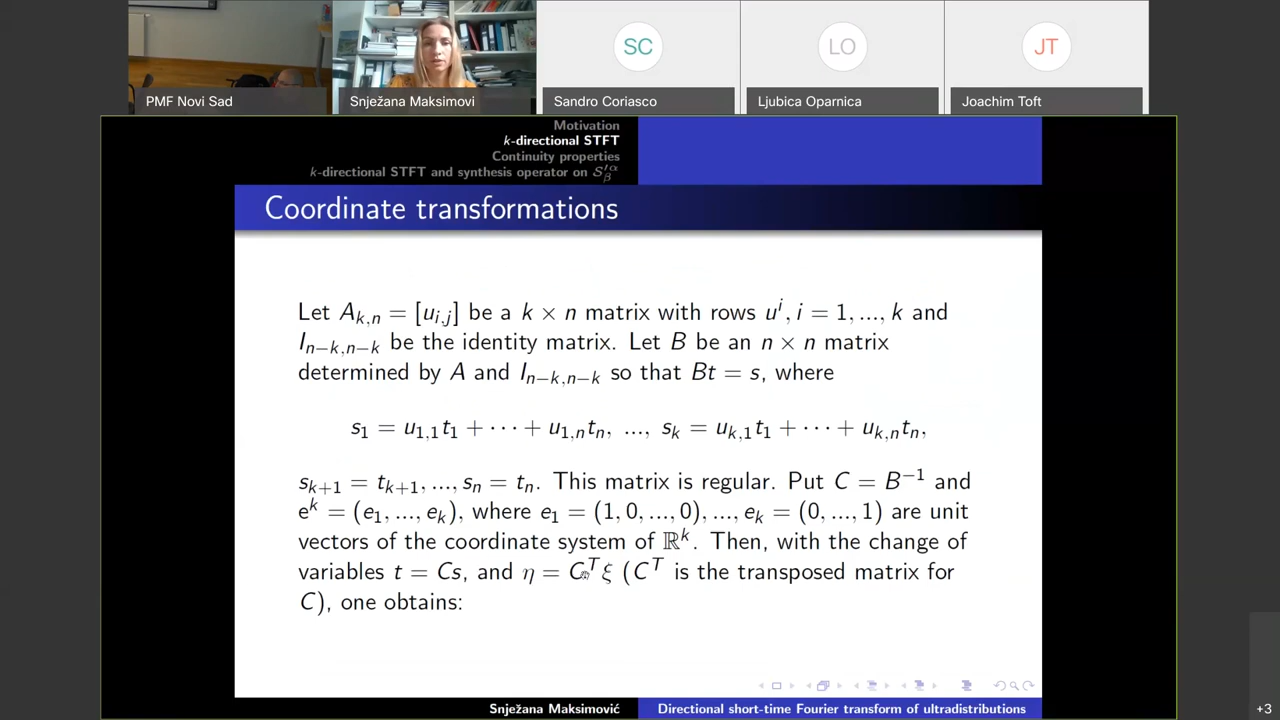 SC
LO
JT
PMF Novi Sad
Snježana Maksimovi
Sandro Coriasco
Ljubica Oparnica
Joachim Toft
Motivation
k-directional STFT
Continuity properties
k-directional STFT and synthesis operator on S′^α_β
Coordinate transformations
Let A_{k,n} = [u_{i,j}] be a k × n matrix with rows u^i, i = 1, ..., k and
I_{n−k,n−k} be the identity matrix. Let B be an n × n matrix
determined by A and I_{n−k,n−k} so that Bt = s, where
s_1 = u_{1,1}t_1 + ··· + u_{1,n}t_n, ..., s_k = u_{k,1}t_1 + ··· + u_{k,n}t_n,
s_{k+1} = t_{k+1}, ..., s_n = t_n. This matrix is regular. Put C = B^{−1} and
e^k = (e_1, ..., e_k), where e_1 = (1, 0, ..., 0), ..., e_k = (0, ..., 1) are unit
vectors of the coordinate system of ℝ^k. Then, with the change of
variables t = Cs, and η = C^T ξ (C^T is the transposed matrix for
C), one obtains:
Snježana Maksimović
Directional short-time Fourier transform of ultradistributions
+3